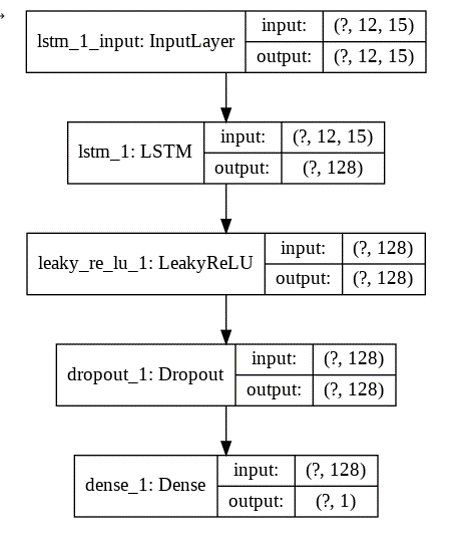 lstm_1_input: InputLayer
input: (?, 12, 15)
output: (?, 12, 15)
lstm_1: LSTM
input: (?, 12, 15)
output: (?, 128)
leaky_re_lu_1: LeakyReLU
input: (?, 128)
output: (?, 128)
dropout_1: Dropout
input: (?, 128)
output: (?, 128)
dense_1: Dense
input: (?, 128)
output: (?, 1)